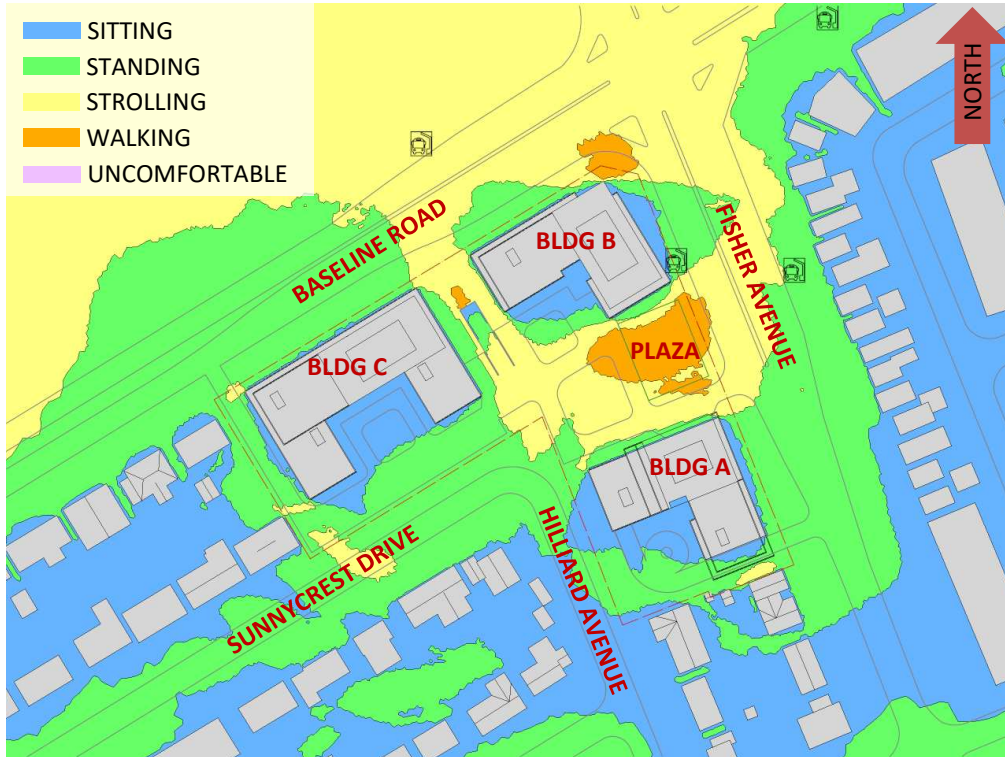 SITTING
STANDING
STROLLING
WALKING
UNCOMFORTABLE
NORTH
BASELINE ROAD
BLDG B
FISHER AVENUE
BLDG C
PLAZA
BLDG A
SUNNYCREST DRIVE
HILLIARD AVENUE